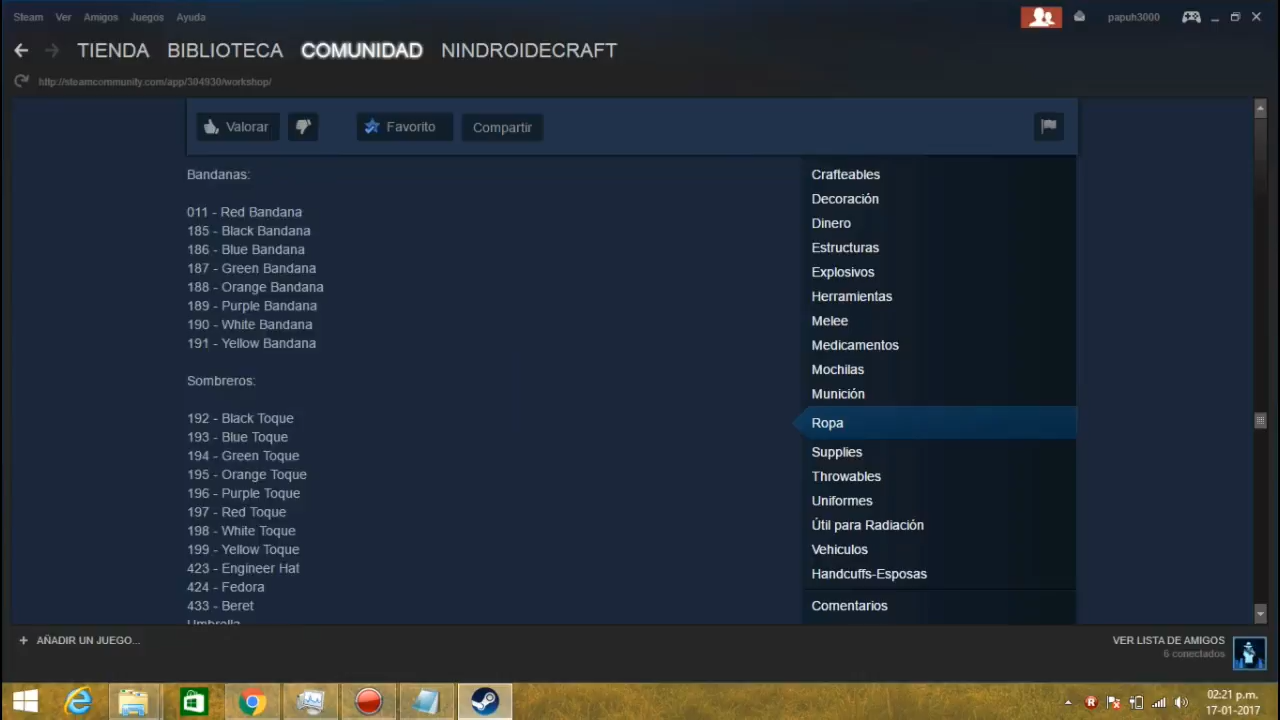 Steam Ver Amigos Juegos Ayuda papuh3000
TIENDA BIBLIOTECA COMUNIDAD NINDROIDECRAFT
http://steamcommunity.com/app/304930/workshop/
Valorar Favorito Compartir
Bandanas:
011 - Red Bandana
185 - Black Bandana
186 - Blue Bandana
187 - Green Bandana
188 - Orange Bandana
189 - Purple Bandana
190 - White Bandana
191 - Yellow Bandana
Sombreros:
192 - Black Toque
193 - Blue Toque
194 - Green Toque
195 - Orange Toque
196 - Purple Toque
197 - Red Toque
198 - White Toque
199 - Yellow Toque
423 - Engineer Hat
424 - Fedora
433 - Beret
Umbrella
Crafteables
Decoración
Dinero
Estructuras
Explosivos
Herramientas
Melee
Medicamentos
Mochilas
Munición
Ropa
Supplies
Throwables
Uniformes
Útil para Radiación
Vehiculos
Handcuffs-Esposas
Comentarios
+ AÑADIR UN JUEGO...
VER LISTA DE AMIGOS
6 conectados
02:21 p.m.
17-01-2017